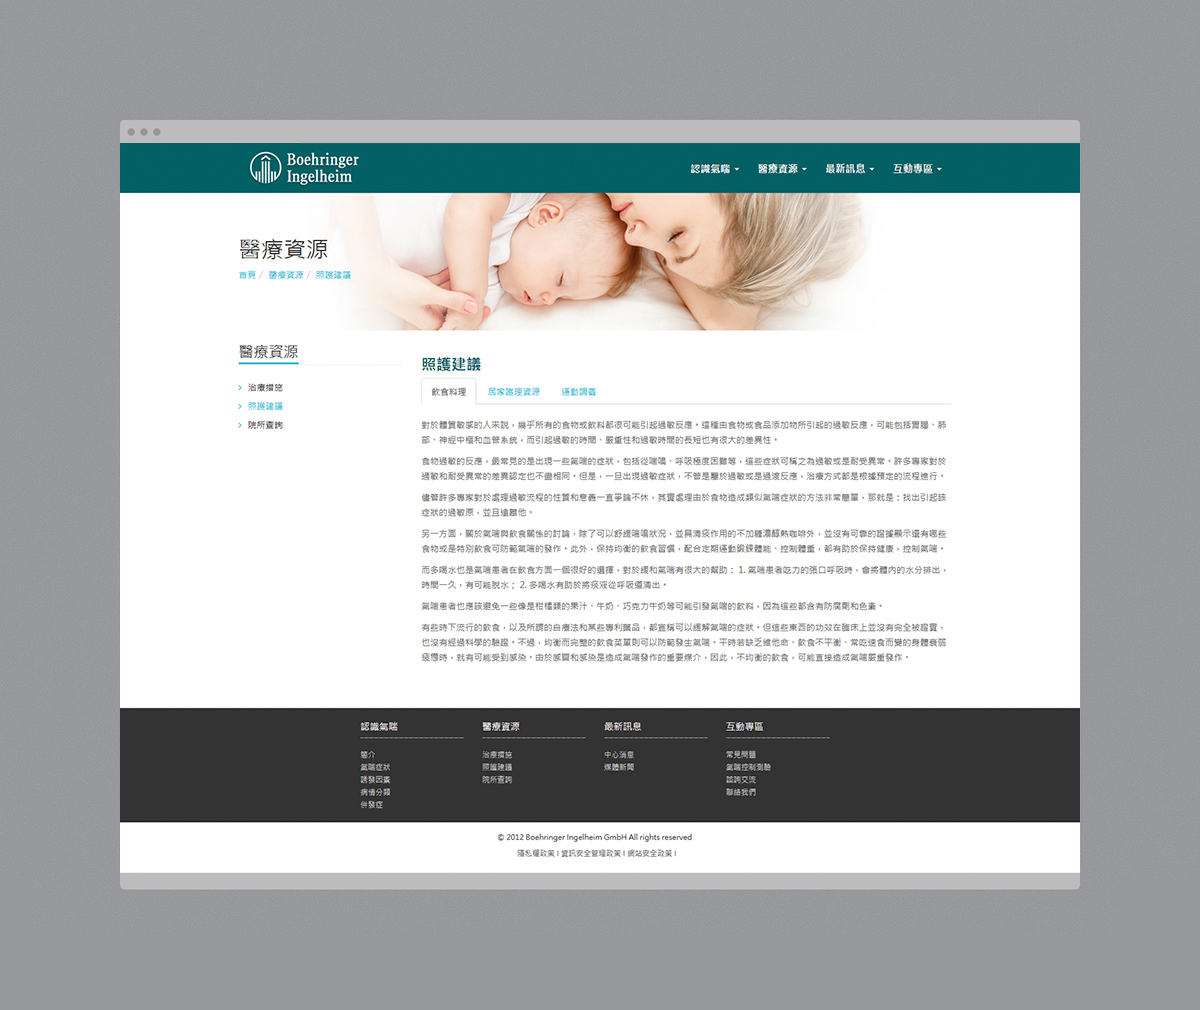 Boehringer
Ingelheim
認識氣喘 醫療資源 最新訊息 互動專區
醫療資源
首頁 / 醫療資源 / 照護建議
醫療資源
治療措施
照護建議
院所查詢
照護建議
飲食料理 居家護理資源 運動調養
對於體質敏感的人來說，幾乎所有的食物或飲料都很可能引起過敏反應。這種由食物或食品添加物所引起的過敏反應，可能包括胃腸、肺
部、神經中樞和血管系統，而引起過敏的時間、嚴重性和過敏時間的長短也有很大的差異性。
食物過敏的反應，最常見的是出現一些氣喘的症狀，包括從喘鳴、呼吸極度困難等，這些症狀可稱之為過敏或是耐受異常。許多專家對於
過敏和耐受異常的差異認定也不盡相同。但是，一旦出現過敏症狀，不管是屬於過敏或是過渡反應，治療方式都是根據預定的流程進行。
儘管許多專家對於處理過敏流程的性質和意義一直爭論不休，其實處理由於食物造成類似氣喘症狀的方法非常簡單，那就是：找出引起該
症狀的過敏原，並且遠離他。
另一方面，關於氣喘與飲食關係的討論，除了可以舒緩喘鳴狀況，並具清痰作用的不加糖濃醇熱咖啡外，並沒有可靠的證據顯示還有哪些
食物或是特別飲食可防範氣喘的發作。此外，保持均衡的飲食習慣，配合定期運動鍛鍊體能、控制體重，都有助於保持健康，控制氣喘。
而多喝水也是氣喘患者在飲食方面一個很好的選擇，對於緩和氣喘有很大的幫助： 1. 氣喘患者吃力的張口呼吸時，會將體內的水分排出，
時間一久，有可能脫水； 2. 多喝水有助於將痰液從呼吸道清出。
氣喘患者也應該避免一些像是柑橘類的果汁、牛奶、巧克力牛奶等可能引發氣喘的飲料，因為這些都含有防腐劑和色素。
有些時下流行的飲食，以及所謂的自療法和某些專利藥品，都宣稱可以緩解氣喘的症狀。但這些東西的功效在臨床上並沒有完全被證實，
也沒有經過科學的驗證。不過，均衡而完整的飲食菜單則可以防範發生氣喘。平時若缺乏維他命、飲食不平衡、常吃速食而變的身體衰弱
疲憊時，就有可能受到感染。由於感冒和感染是造成氣喘發作的重要媒介，因此，不均衡的飲食，可能直接造成氣喘嚴重發作。
認識氣喘 醫療資源 最新訊息 互動專區
簡介 治療措施 中心消息 常見問題
氣喘症狀 照護建議 媒體新聞 氣喘控制測驗
誘發因素 院所查詢 諮詢交流
病情分類 聯絡我們
併發症
© 2012 Boehringer Ingelheim GmbH All rights reserved
隱私權政策 | 資訊安全管理政策 | 網站安全政策 |